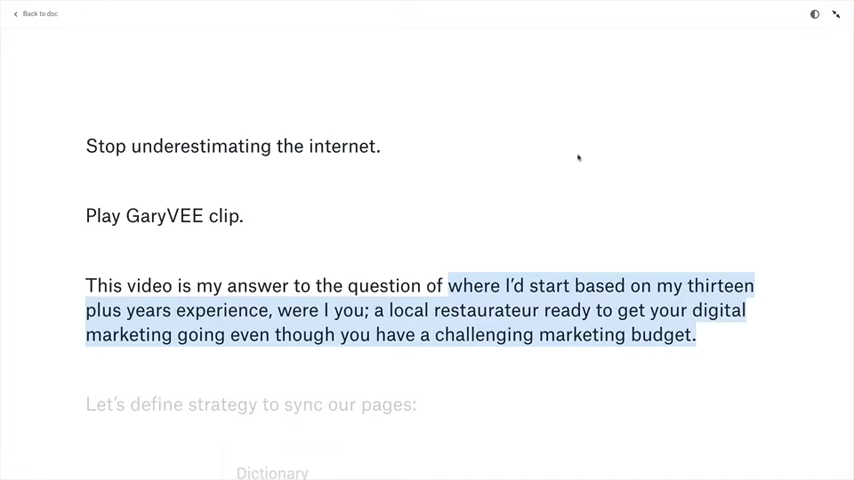 Back to doc
Stop underestimating the internet.
Play GaryVEE clip.
This video is my answer to the question of where I'd start based on my thirteen
plus years experience, were I you; a local restaurateur ready to get your digital
marketing going even though you have a challenging marketing budget.
Let's define strategy to sync our pages:
Dictionary